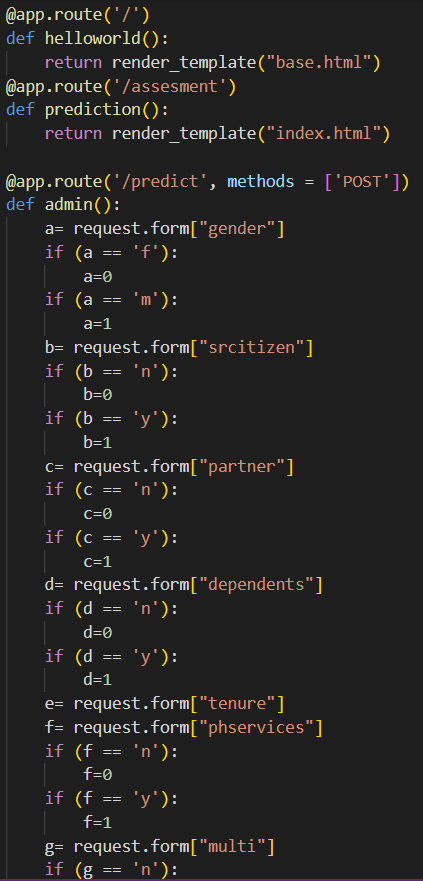 @app.route('/')
def helloworld():
    return render_template("base.html")
@app.route('/assesment')
def prediction():
    return render_template("index.html")

@app.route('/predict', methods = ['POST'])
def admin():
    a= request.form["gender"]
    if (a == 'f'):
        a=0
    if (a == 'm'):
        a=1
    b= request.form["srcitizen"]
    if (b == 'n'):
        b=0
    if (b == 'y'):
        b=1
    c= request.form["partner"]
    if (c == 'n'):
        c=0
    if (c == 'y'):
        c=1
    d= request.form["dependents"]
    if (d == 'n'):
        d=0
    if (d == 'y'):
        d=1
    e= request.form["tenure"]
    f= request.form["phservices"]
    if (f == 'n'):
        f=0
    if (f == 'y'):
        f=1
    g= request.form["multi"]
    if (g == 'n'):